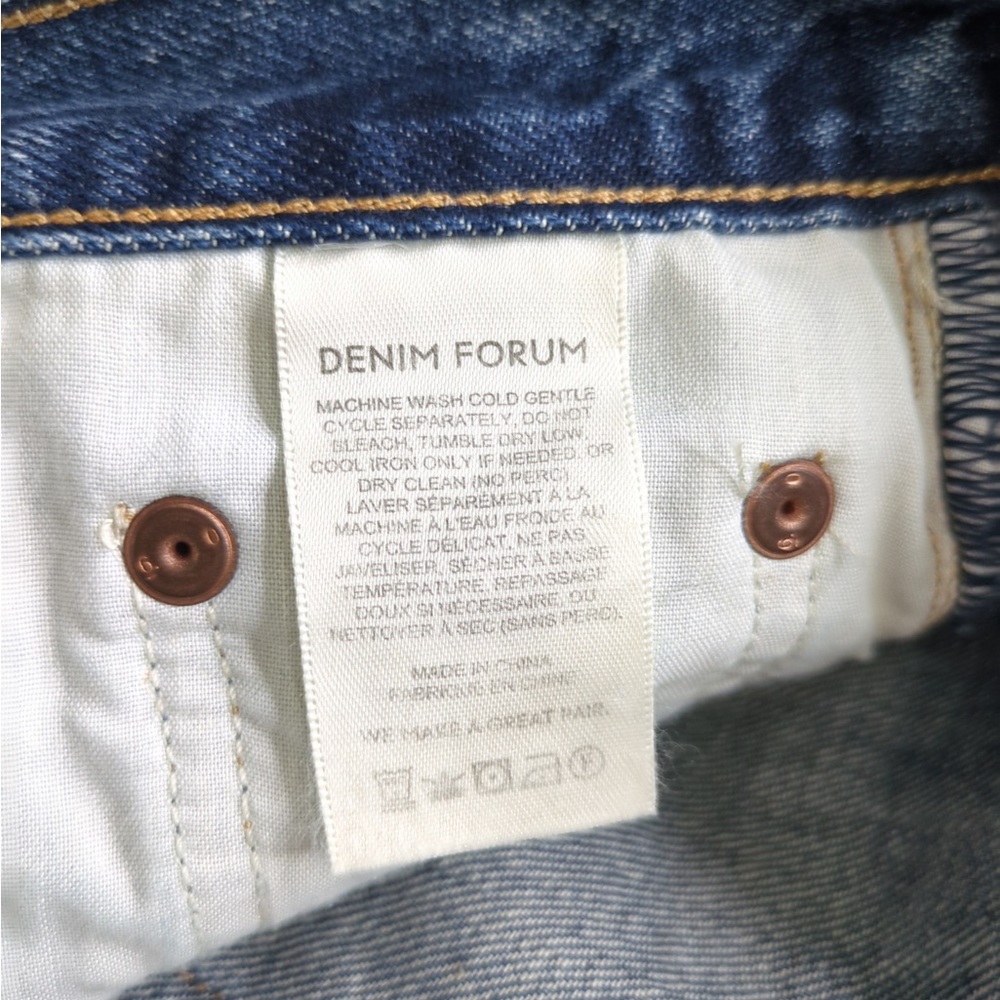 DENIM FORUM
MACHINE WASH COLD GENTLE
CYCLE SEPARATELY, DO NOT
BLEACH, TUMBLE DRY LOW,
COOL IRON ONLY IF NEEDED, OR
DRY CLEAN (NO PERC)
LAVER SÉPARÉMENT À LA
MACHINE À L'EAU FROIDE AU
CYCLE DÉLICAT, NE PAS
JAVELISER, SÉCHER À BASSE
TEMPÉRATURE, REPASSAGE
DOUX SI NÉCESSAIRE, OU
NETTOYER À SEC (SANS PERC).
MADE IN CHINA
FABRIQUÉ EN CHINE
WE MAKE A GREAT PAIR.